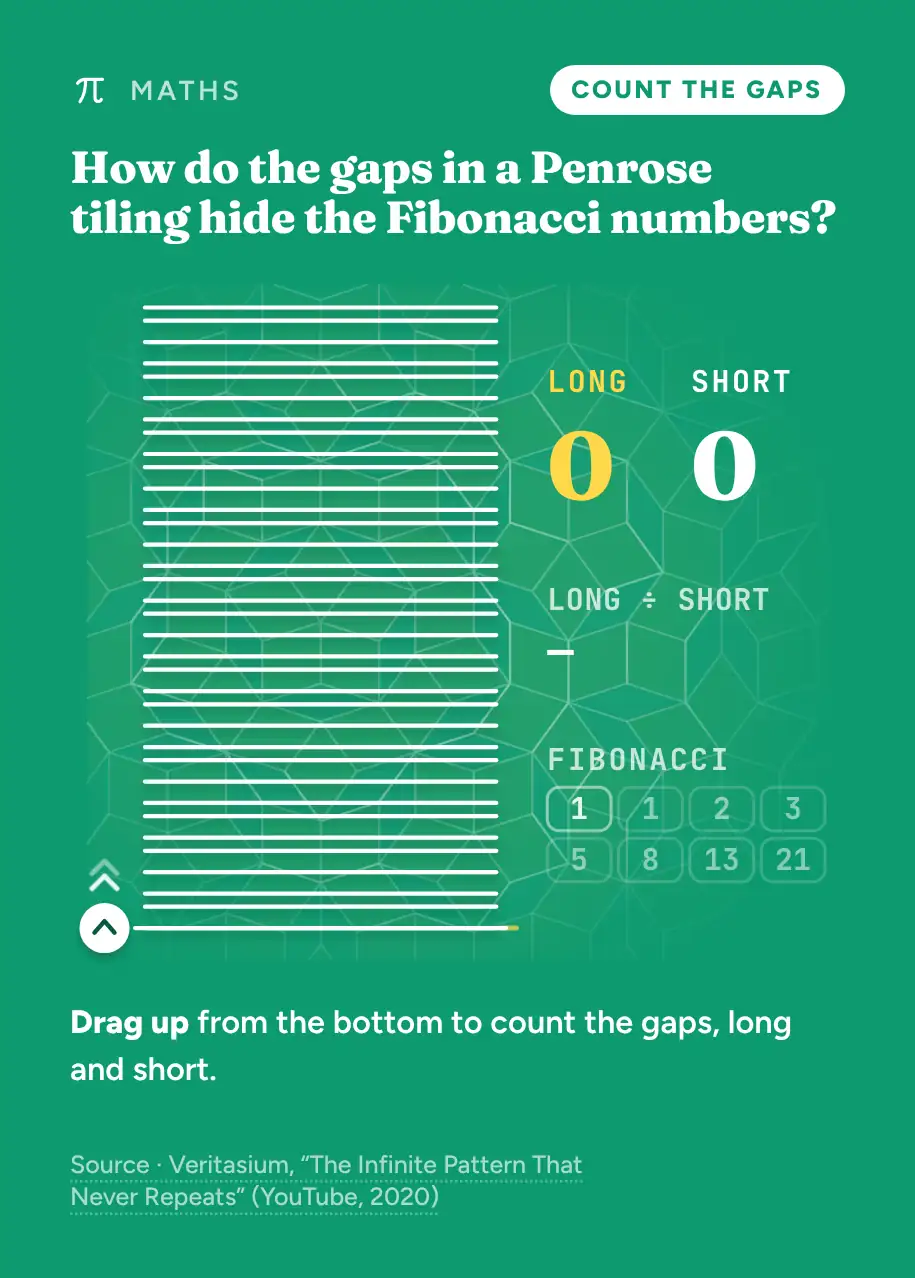 π MATHS
COUNT THE GAPS
How do the gaps in a Penrose
tiling hide the Fibonacci numbers?
LONG SHORT
0 0
LONG ÷ SHORT
–
FIBONACCI
1 1 2 3
5 8 13 21
Drag up from the bottom to count the gaps, long
and short.
Source · Veritasium, “The Infinite Pattern That
Never Repeats” (YouTube, 2020)